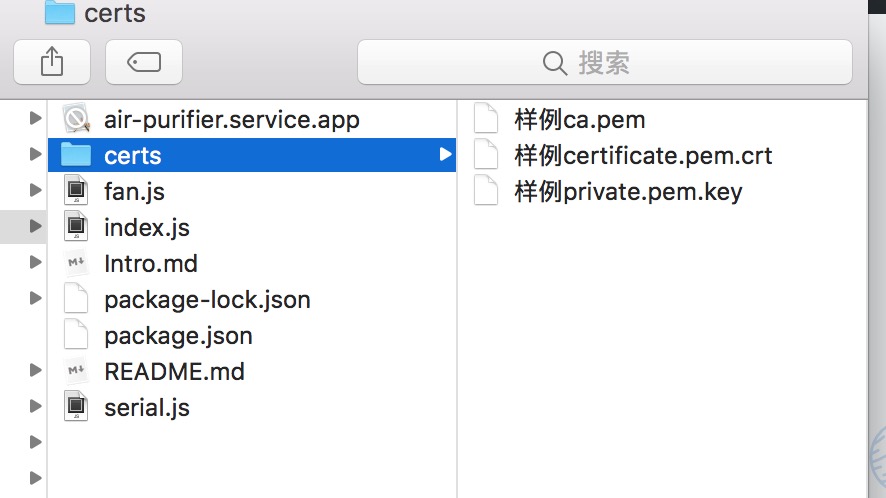 certs
搜索
air-purifier.service.app
certs
fan.js
index.js
Intro.md
package-lock.json
package.json
README.md
serial.js
样例ca.pem
样例certificate.pem.crt
样例private.pem.key